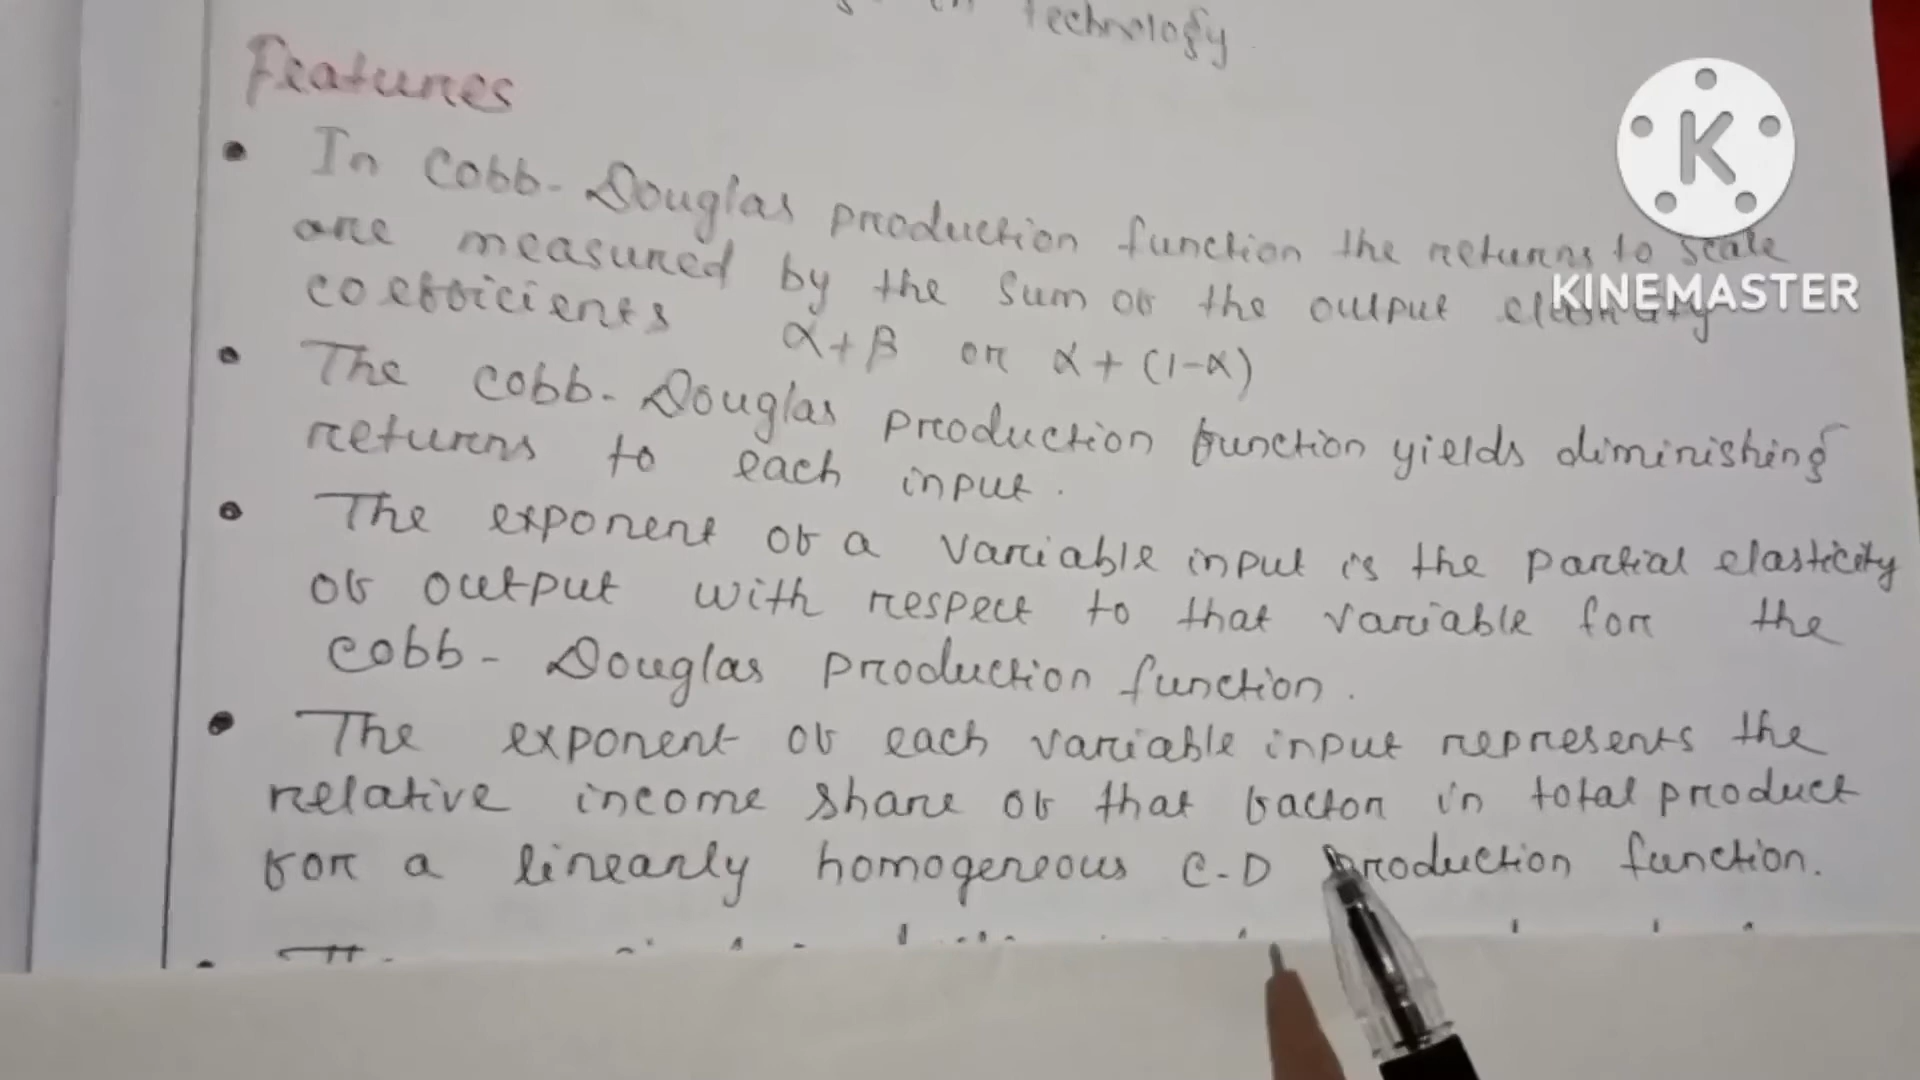 in technology
Features
• In Cobb-Douglas production function the returns to scale
are measured by the sum of the output elasticity
coefficients α+β or α+(1-α)
• The Cobb-Douglas production function yields diminishing
returns to each input.
• The exponent of a variable input is the partial elasticity
of output with respect to that variable for the
Cobb-Douglas production function.
• The exponent of each variable input represents the
relative income share of that factor in total product
for a linearly homogeneous C-D production function.
K
KINEMASTER